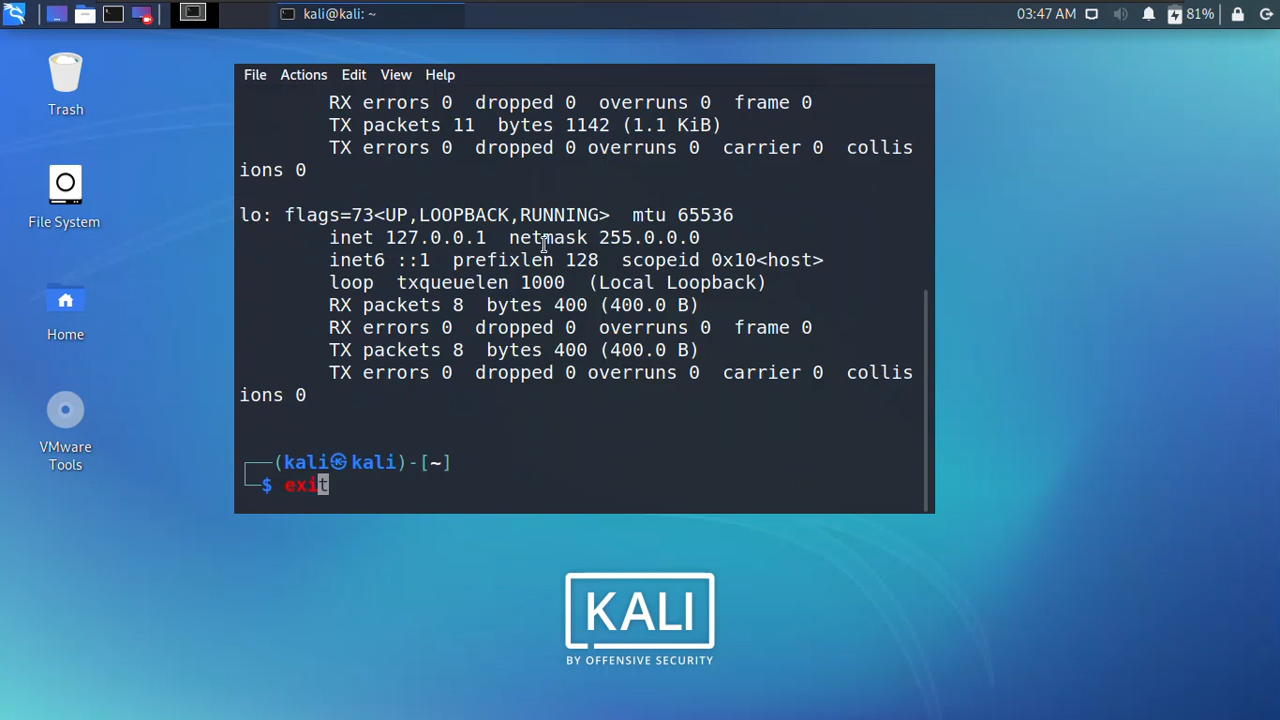 kali@kali: ~
03:47 AM
81%
Trash
File System
Home
VMware
Tools
File Actions Edit View Help
RX errors 0 dropped 0 overruns 0 frame 0
TX packets 11 bytes 1142 (1.1 KiB)
TX errors 0 dropped 0 overruns 0 carrier 0 collis
ions 0
lo: flags=73<UP,LOOPBACK,RUNNING> mtu 65536
inet 127.0.0.1 netmask 255.0.0.0
inet6 ::1 prefixlen 128 scopeid 0x10<host>
loop txqueuelen 1000 (Local Loopback)
RX packets 8 bytes 400 (400.0 B)
RX errors 0 dropped 0 overruns 0 frame 0
TX packets 8 bytes 400 (400.0 B)
TX errors 0 dropped 0 overruns 0 carrier 0 collis
ions 0
┌──(kali㉿kali)-[~]
└─$ exit
KALI
BY OFFENSIVE SECURITY